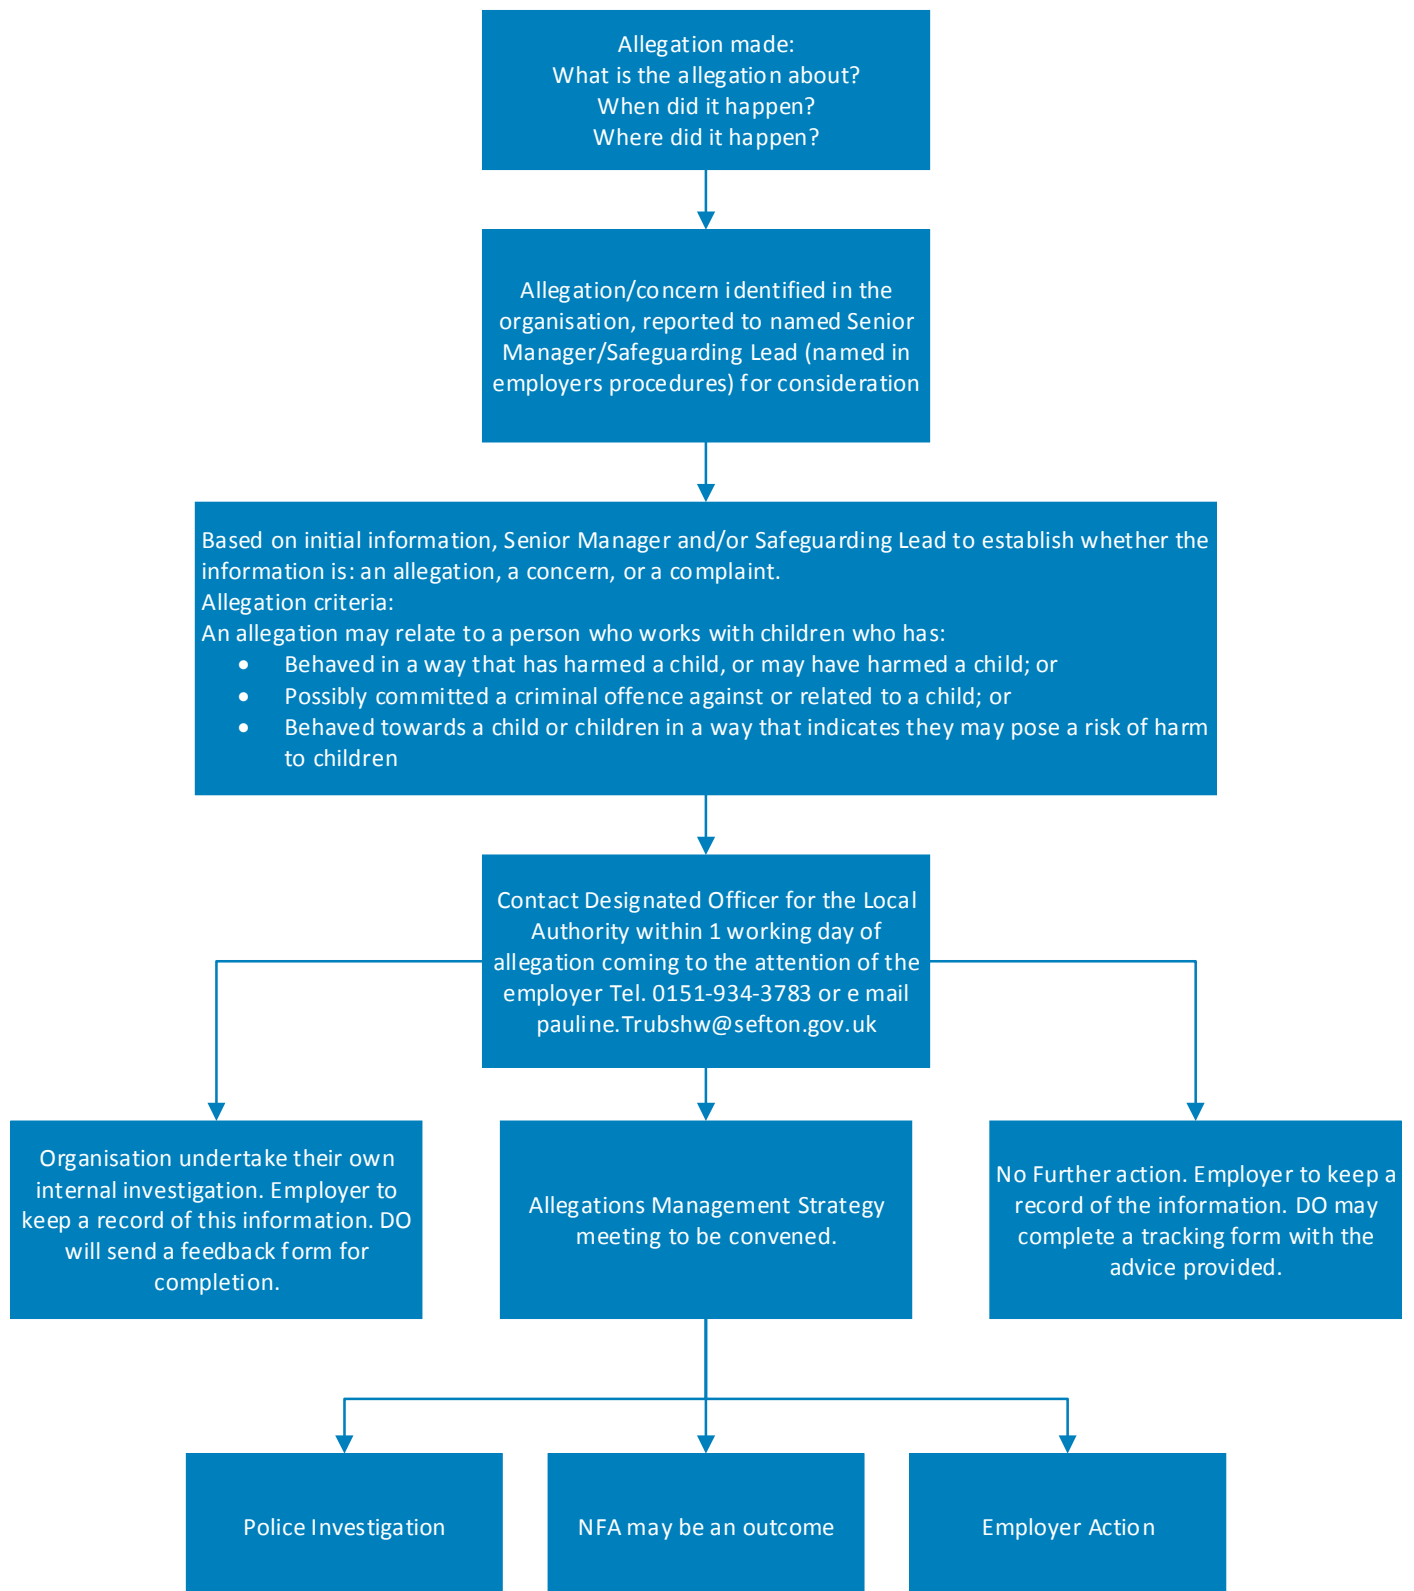 Allegation made:
What is the allegation about?
When did it happen?
Where did it happen?
Allegation/concern identified in the
organisation, reported to named Senior
Manager/Safeguarding Lead (named in
employers procedures) for consideration
Based on initial information, Senior Manager and/or Safeguarding Lead to establish whether the
information is: an allegation, a concern, or a complaint.
Allegation criteria:
An allegation may relate to a person who works with children who has:
• Behaved in a way that has harmed a child, or may have harmed a child; or
• Possibly committed a criminal offence against or related to a child; or
• Behaved towards a child or children in a way that indicates they may pose a risk of harm
to children
Contact Designated Officer for the Local
Authority within 1 working day of
allegation coming to the attention of the
employer Tel. 0151-934-3783 or e mail
pauline.Trubshw@sefton.gov.uk
Organisation undertake their own
internal investigation. Employer to
keep a record of this information. DO
will send a feedback form for
completion.
Allegations Management Strategy
meeting to be convened.
No Further action. Employer to keep a
record of the information. DO may
complete a tracking form with the
advice provided.
Police Investigation
NFA may be an outcome
Employer Action